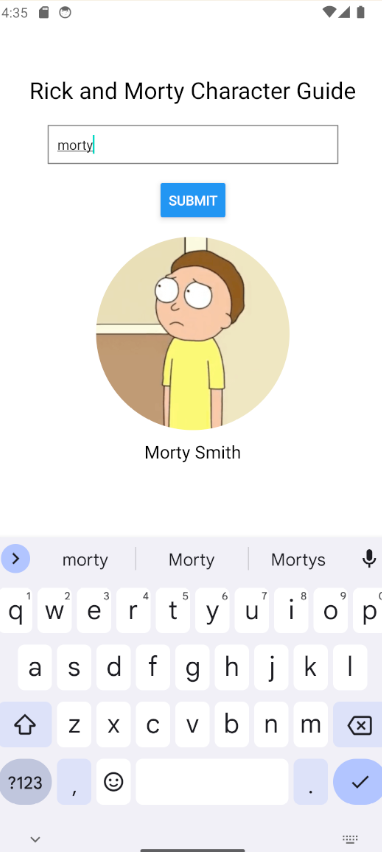 4:35
Rick and Morty Character Guide
morty
SUBMIT
Morty Smith
morty Morty Mortys
1 2 3 4 5 6 7 8 9 0
q w e r t y u i o p
a s d f g h j k l
z x c v b n m
?123 , .